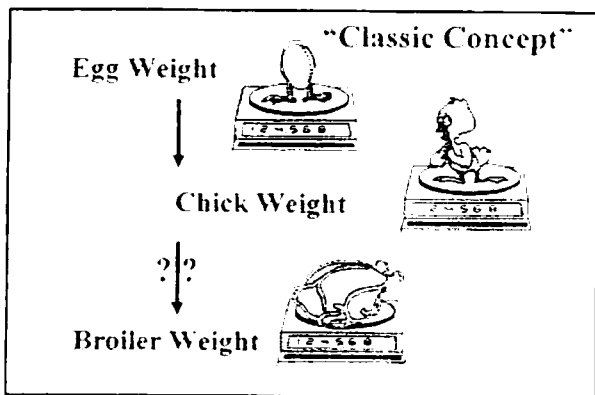 “Classic Concept”
Egg Weight
Chick Weight
? ?
Broiler Weight